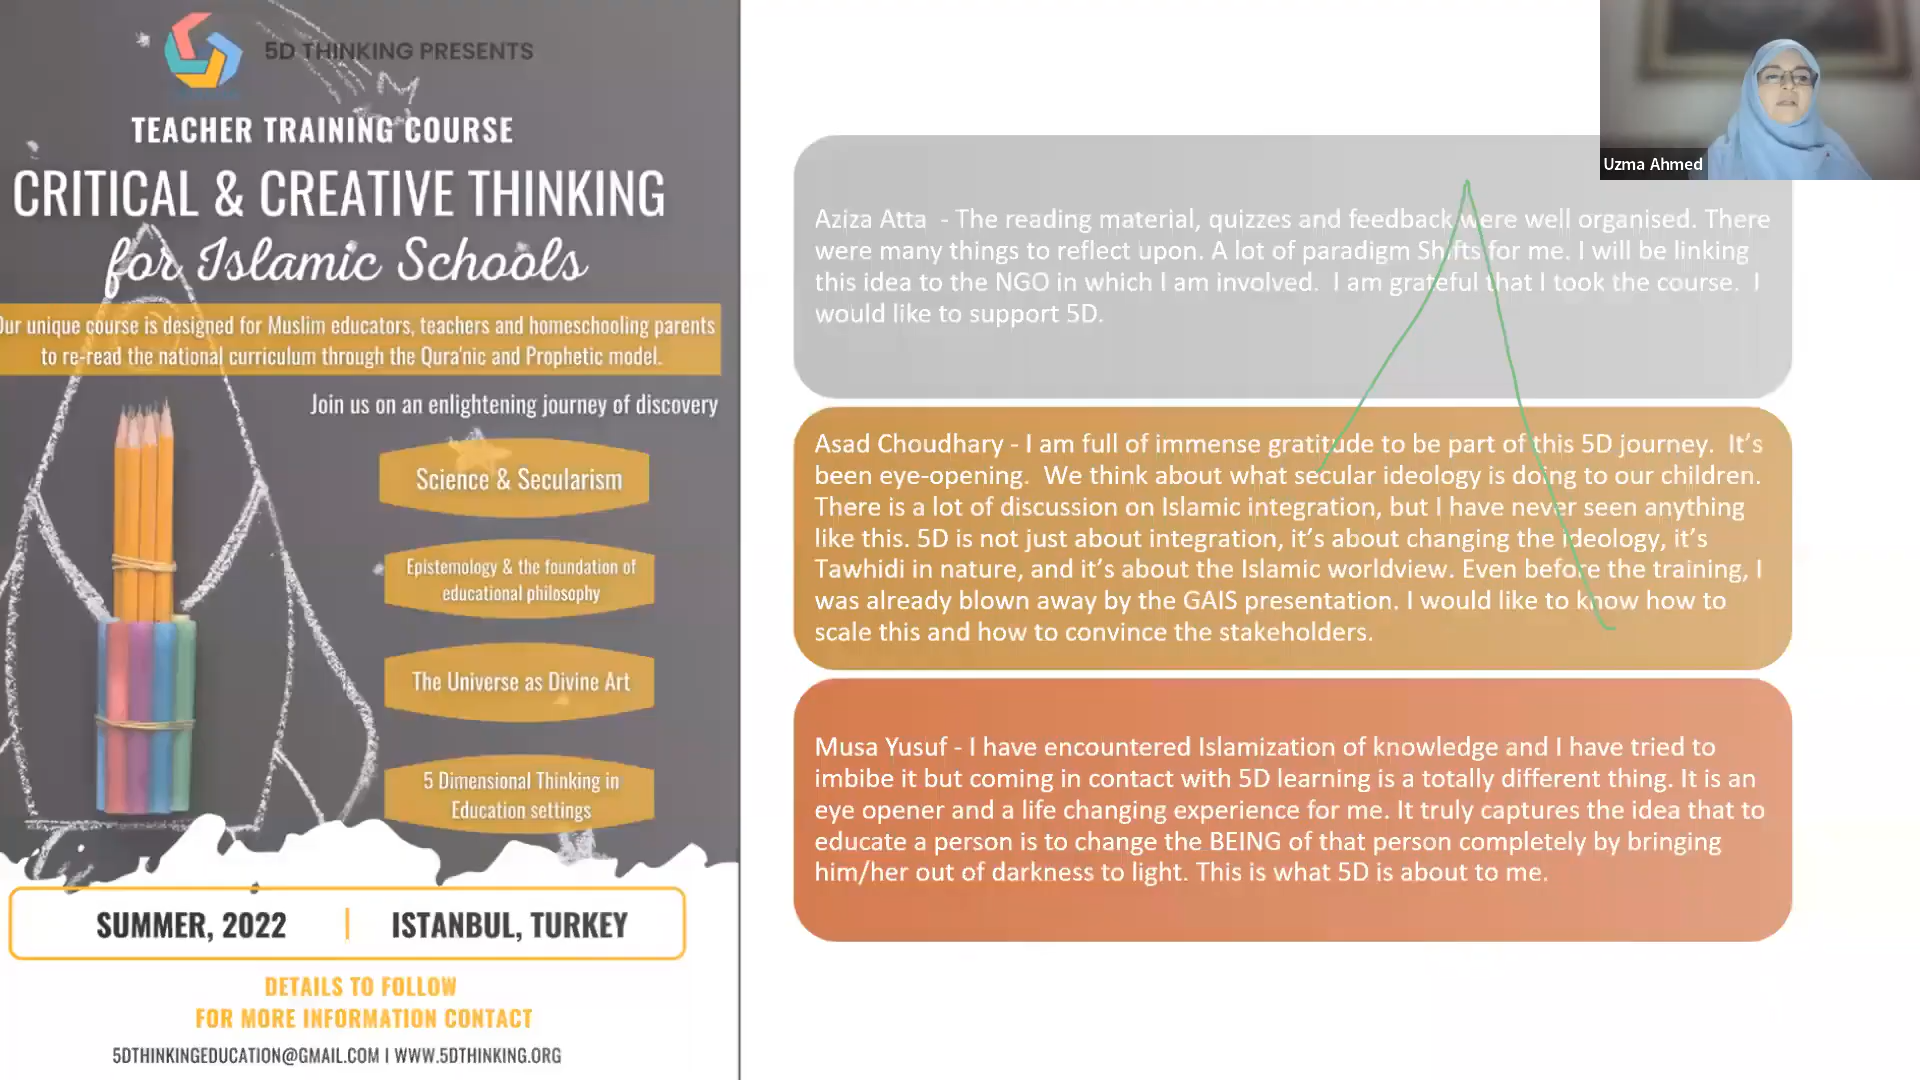 5D THINKING PRESENTS
TEACHER TRAINING COURSE
CRITICAL & CREATIVE THINKING
for Islamic Schools
Our unique course is designed for Muslim educators, teachers and homeschooling parents
to re-read the national curriculum through the Qura'nic and Prophetic model.
Join us on an enlightening journey of discovery
Science & Secularism
Epistemology & the foundation of
educational philosophy
The Universe as Divine Art
5 Dimensional Thinking in
Education settings
SUMMER, 2022 | ISTANBUL, TURKEY
DETAILS TO FOLLOW
FOR MORE INFORMATION CONTACT
5DTHINKINGEDUCATION@GMAIL.COM | WWW.5DTHINKING.ORG
Uzma Ahmed
Aziza Atta - The reading material, quizzes and feedback were well organised. There
were many things to reflect upon. A lot of paradigm Shifts for me. I will be linking
this idea to the NGO in which I am involved. I am grateful that I took the course. I
would like to support 5D.
Asad Choudhary - I am full of immense gratitude to be part of this 5D journey. It's
been eye-opening. We think about what secular ideology is doing to our children.
There is a lot of discussion on Islamic integration, but I have never seen anything
like this. 5D is not just about integration, it's about changing the ideology, it's
Tawhidi in nature, and it's about the Islamic worldview. Even before the training, I
was already blown away by the GAIS presentation. I would like to know how to
scale this and how to convince the stakeholders.
Musa Yusuf - I have encountered Islamization of knowledge and I have tried to
imbibe it but coming in contact with 5D learning is a totally different thing. It is an
eye opener and a life changing experience for me. It truly captures the idea that to
educate a person is to change the BEING of that person completely by bringing
him/her out of darkness to light. This is what 5D is about to me.